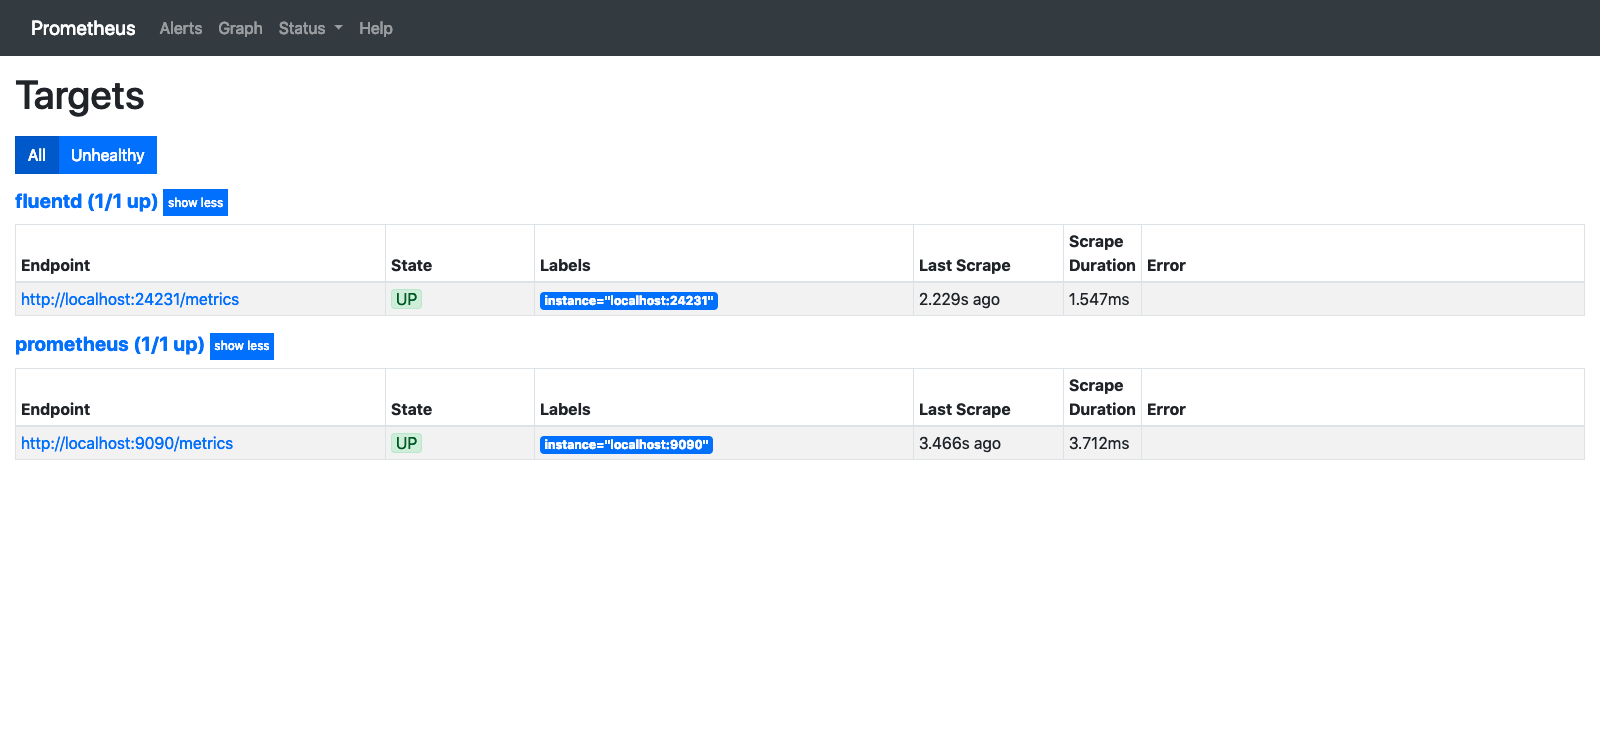 Prometheus Alerts Graph Status Help
Targets
All Unhealthy
fluentd (1/1 up) show less
Endpoint State Labels Last Scrape Scrape Duration Error
http://localhost:24231/metrics UP instance="localhost:24231" 2.229s ago 1.547ms
prometheus (1/1 up) show less
Endpoint State Labels Last Scrape Scrape Duration Error
http://localhost:9090/metrics UP instance="localhost:9090" 3.466s ago 3.712ms